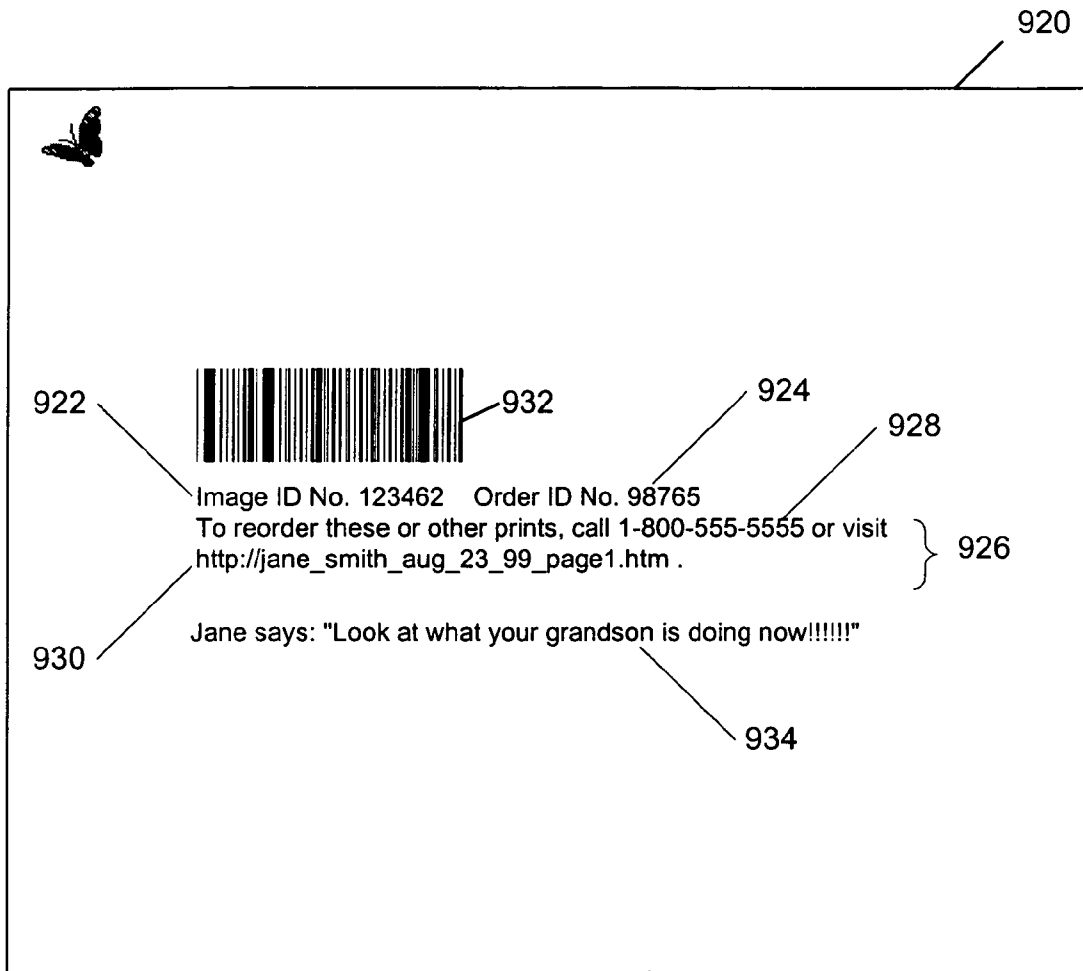 920
922
932
924
928
Image ID No. 123462 Order ID No. 98765
To reorder these or other prints, call 1-800-555-5555 or visit
http://jane_smith_aug_23_99_page1.htm .
926
Jane says: "Look at what your grandson is doing now!!!!!!"
930
934